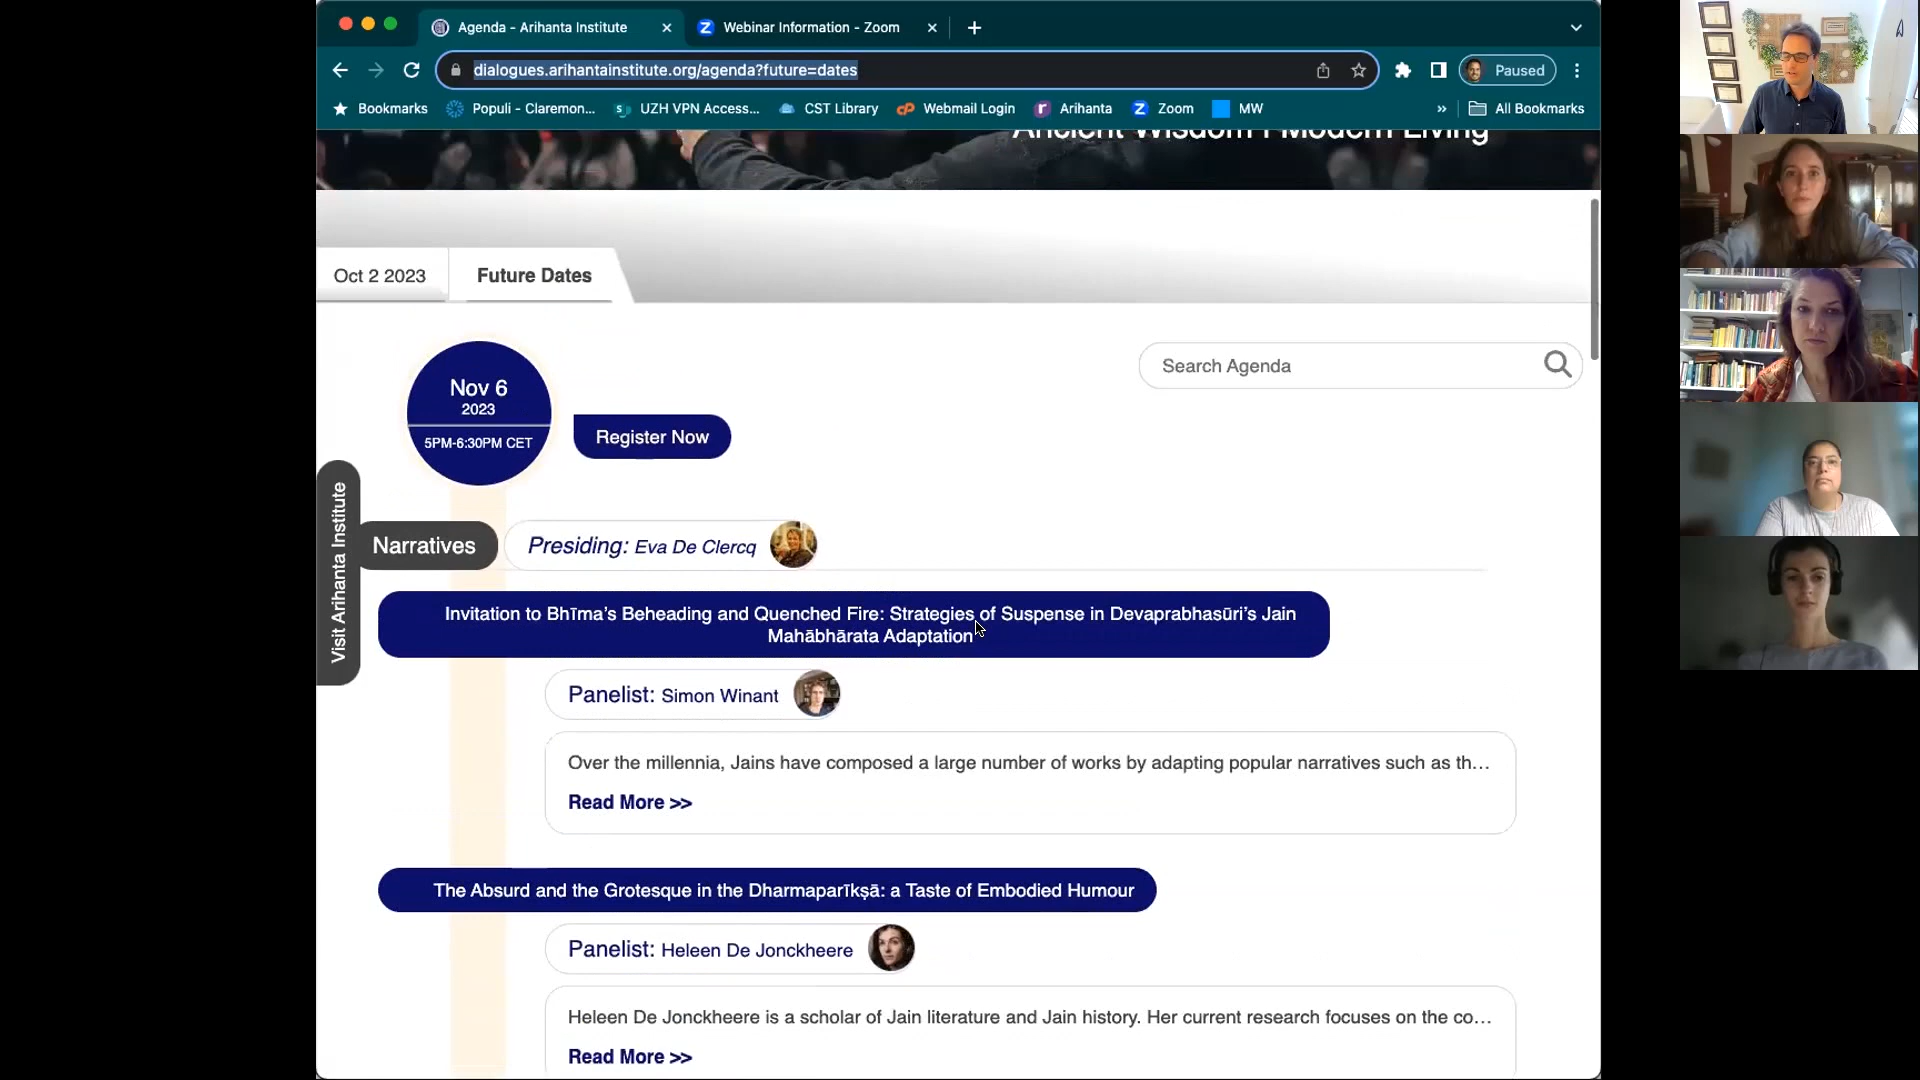 Agenda - Arihanta Institute
Webinar Information - Zoom
dialogues.arihantainstitute.org/agenda?future=dates
Paused
Bookmarks
Populi - Claremon...
UZH VPN Access...
CST Library
Webmail Login
Arihanta
Zoom
MW
»
All Bookmarks
Ancient Wisdom I Modern Living
Oct 2 2023
Future Dates
Nov 6
2023
5PM-6:30PM CET
Register Now
Search Agenda
Visit Arihanta Institute
Narratives
Presiding: Eva De Clercq
Invitation to Bhīma’s Beheading and Quenched Fire: Strategies of Suspense in Devaprabhasūri’s Jain
Mahābhārata Adaptation
Panelist: Simon Winant
Over the millennia, Jains have composed a large number of works by adapting popular narratives such as th...
Read More >>
The Absurd and the Grotesque in the Dharmaparīkṣā: a Taste of Embodied Humour
Panelist: Heleen De Jonckheere
Heleen De Jonckheere is a scholar of Jain literature and Jain history. Her current research focuses on the co...
Read More >>